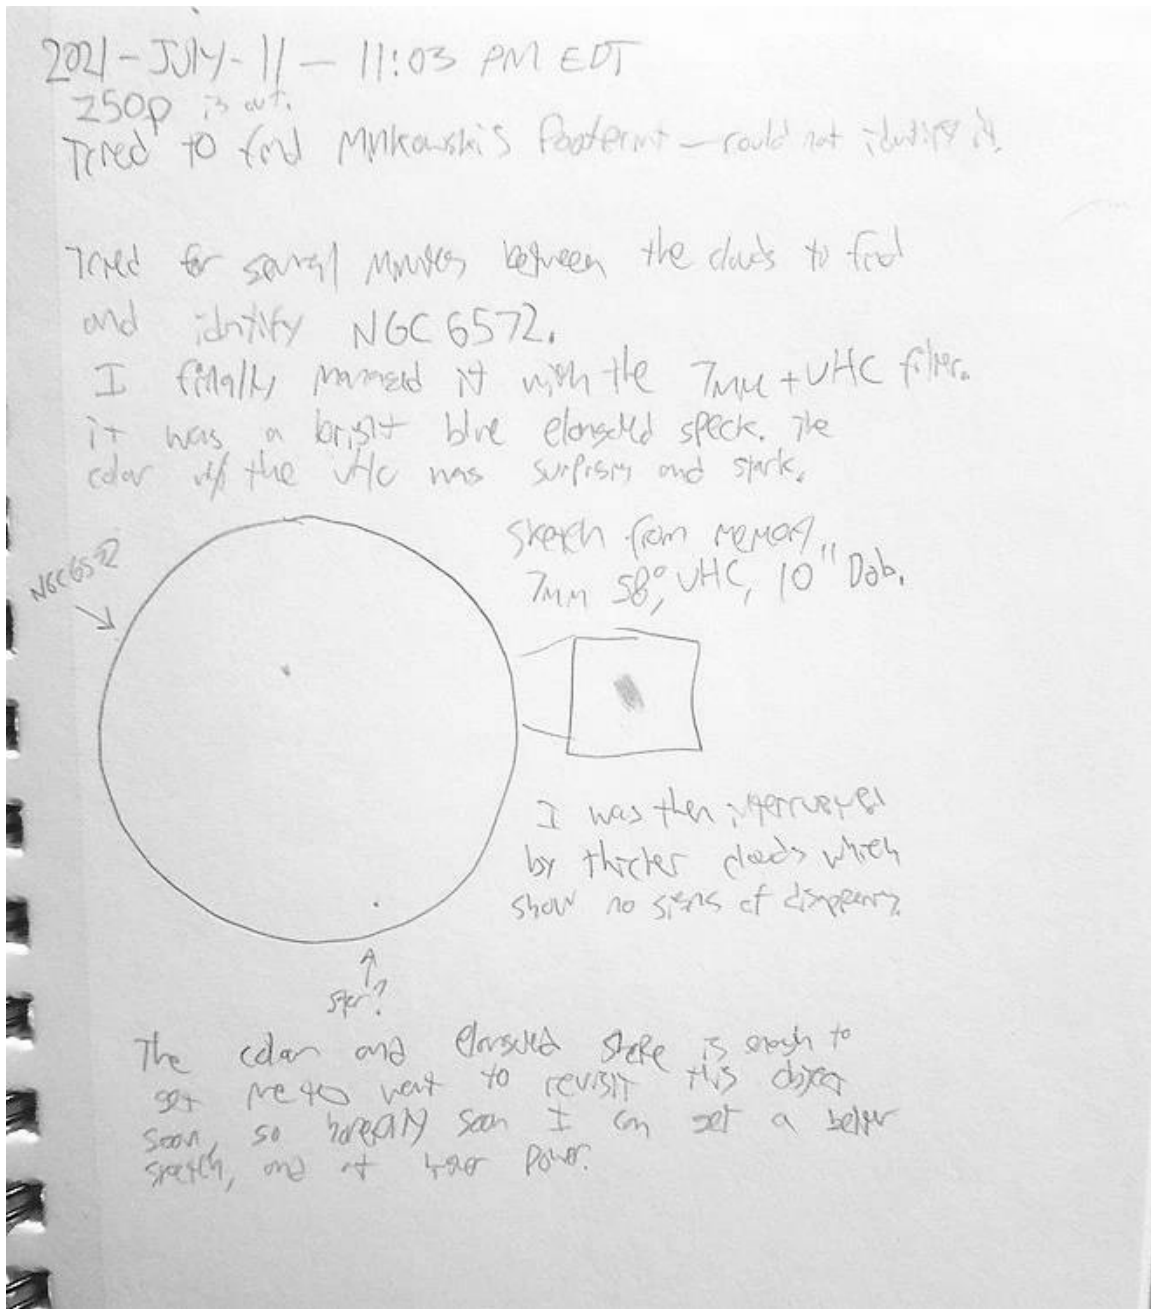 2021-JULY-11 — 11:03 PM EDT
250p is out.
Tried to find Minkowski's Footprint — could not identify it.
Tried for several minutes between the clouds to find
and identify NGC 6572.
I finally managed it with the 7mm + UHC filter.
it was a bright blue elongated speck. The
color w/ the UHC was surprising and stark.
NGC 6572
Sketch from memory
7mm 58°, UHC, 10" Dob.
I was then interrupted
by thicker clouds which
show no signs of disappearing.
star?
The color and elongated shape is enough to
get me to want to revisit this object
soon, so hopefully soon I can get a better
sketch, and at power.